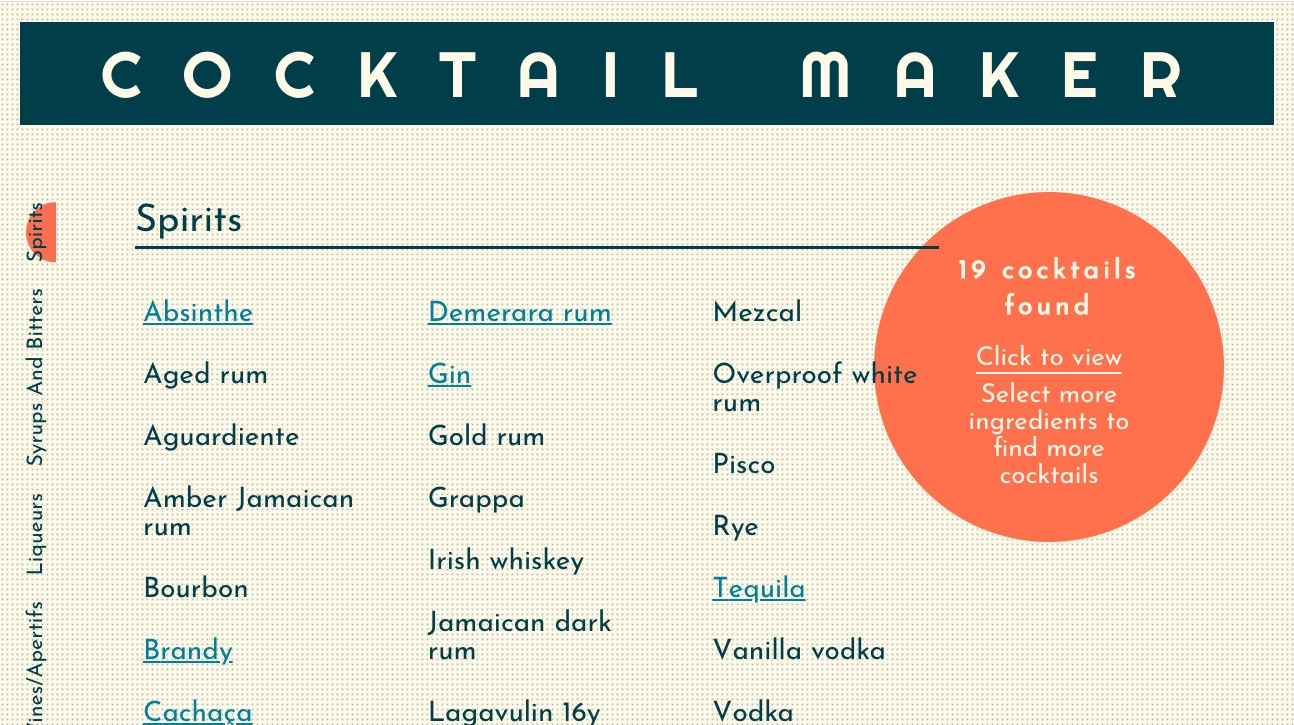 COCKTAIL MAKER
Spirits
Syrups And Bitters
Liqueurs
Spirits
Absinthe
Aged rum
Aguardiente
Amber Jamaican
rum
Bourbon
Brandy
Cachaça
Demerara rum
Gin
Gold rum
Grappa
Irish whiskey
Jamaican dark
rum
Lagavulin 16y
Mezcal
Overproof white
rum
Pisco
Rye
Tequila
Vanilla vodka
Vodka
19 cocktails
found
Click to view
Select more
ingredients to
find more
cocktails